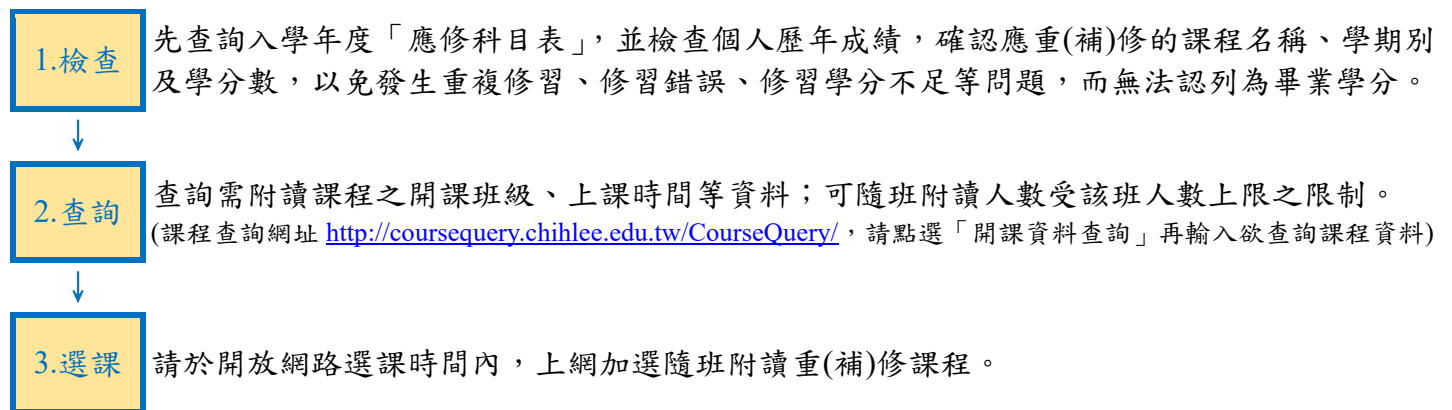 1.檢查
先查詢入學年度「應修科目表」，並檢查個人歷年成績，確認應重(補)修的課程名稱、學期別
及學分數，以免發生重複修習、修習錯誤、修習學分不足等問題，而無法認列為畢業學分。
↓
2.查詢
查詢需附讀課程之開課班級、上課時間等資料；可隨班附讀人數受該班人數上限之限制。
(課程查詢網址 http://coursequery.chihlee.edu.tw/CourseQuery/，請點選「開課資料查詢」再輸入欲查詢課程資料)
↓
3.選課
請於開放網路選課時間內，上網加選隨班附讀重(補)修課程。